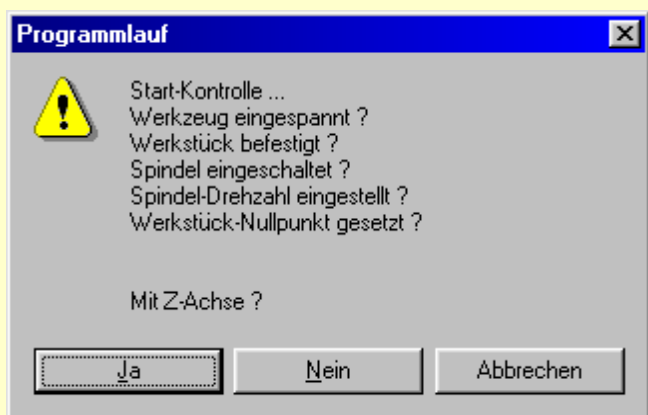 Programmlauf
Start-Kontrolle ...
Werkzeug eingespannt ?
Werkstück befestigt ?
Spindel eingeschaltet ?
Spindel-Drehzahl eingestellt ?
Werkstück-Nullpunkt gesetzt ?
Mit Z-Achse ?
Ja Nein Abbrechen